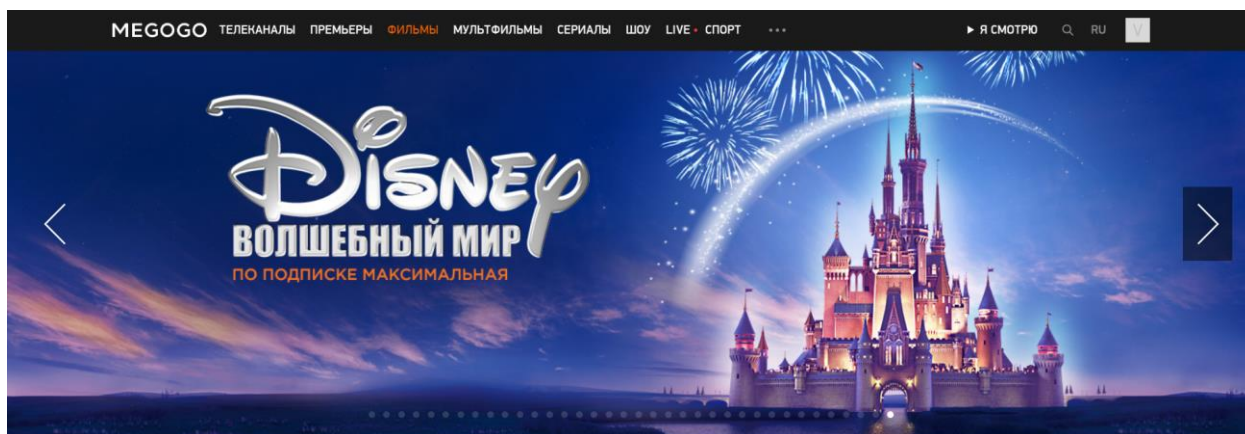 MEGOGO ТЕЛЕКАНАЛЫ ПРЕМЬЕРЫ ФИЛЬМЫ МУЛЬТФИЛЬМЫ СЕРИАЛЫ ШОУ LIVE • СПОРТ ••• ▶ Я СМОТРЮ RU V
Disney
ВОЛШЕБНЫЙ МИР
ПО ПОДПИСКЕ МАКСИМАЛЬНАЯ